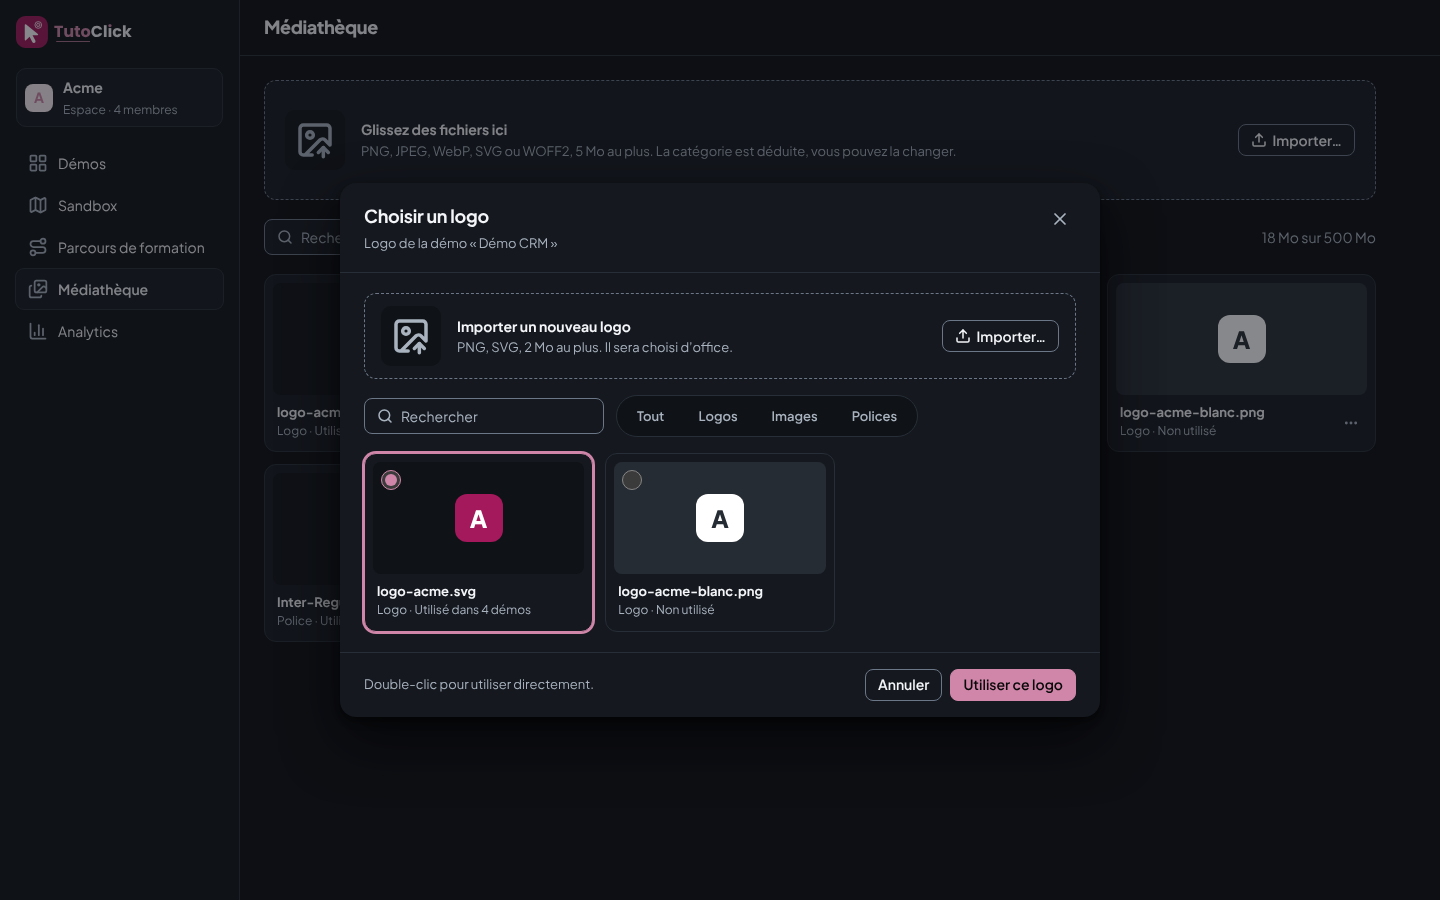 TutoClick
Médiathèque
A
Acme
Espace · 4 membres
Démos
Sandbox
Parcours de formation
Médiathèque
Analytics
Glissez des fichiers ici
PNG, JPEG, WebP, SVG ou WOFF2, 5 Mo au plus. La catégorie est déduite, vous pouvez la changer.
Importer…
18 Mo sur 500 Mo
Choisir un logo
Logo de la démo « Démo CRM »
Importer un nouveau logo
PNG, SVG, 2 Mo au plus. Il sera choisi d’office.
Importer…
Rechercher
Tout
Logos
Images
Polices
A
logo-acme.svg
Logo · Utilisé dans 4 démos
A
logo-acme-blanc.png
Logo · Non utilisé
Double-clic pour utiliser directement.
Annuler
Utiliser ce logo
A
logo-acme-blanc.png
Logo · Non utilisé